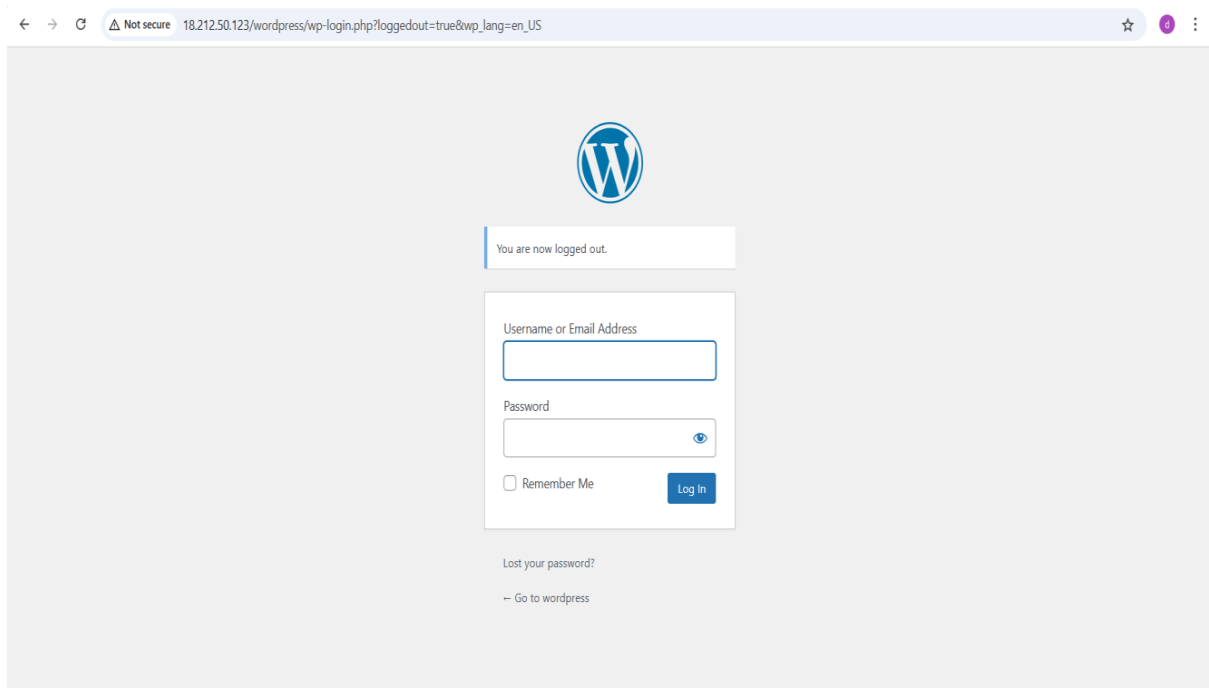 Not secure 18.212.50.123/wordpress/wp-login.php?loggedout=true&wp_lang=en_US d
W
You are now logged out.
Username or Email Address
Password
Remember Me Log In
Lost your password?
← Go to wordpress